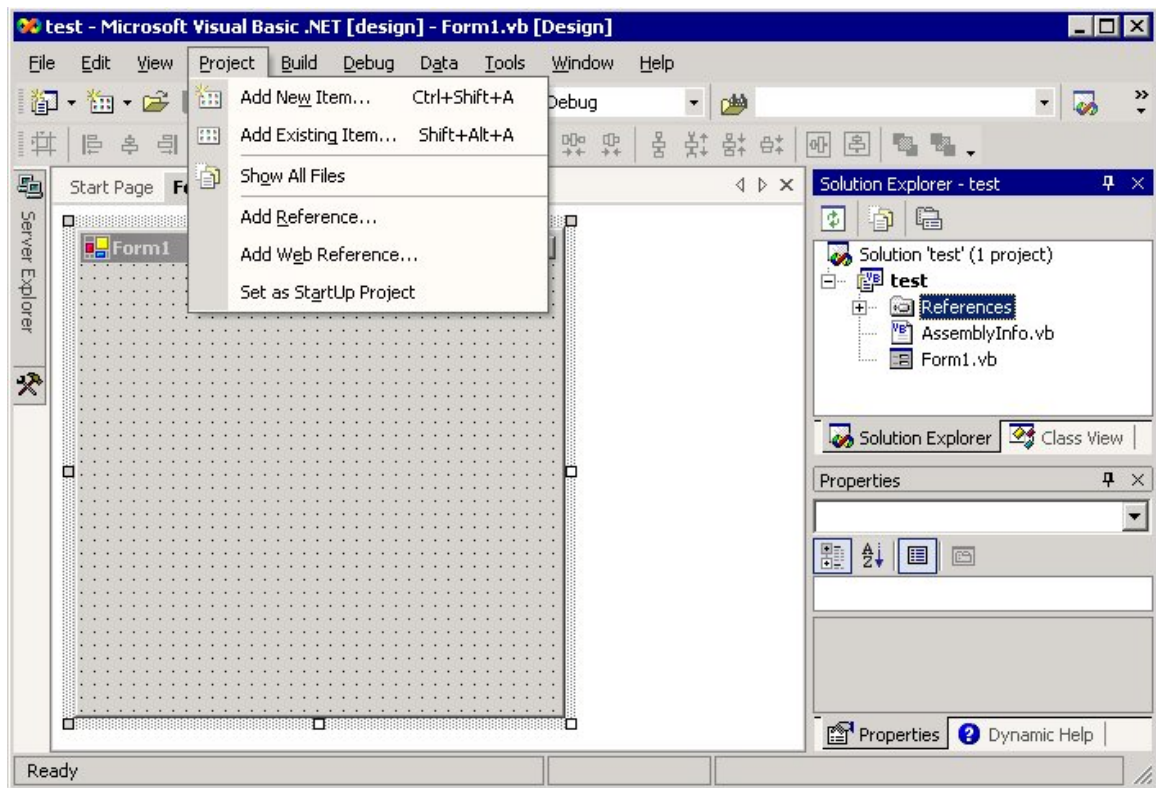 test - Microsoft Visual Basic .NET [design] - Form1.vb [Design]
File Edit View Project Build Debug Data Tools Window Help
Add New Item... Ctrl+Shift+A
Debug
Add Existing Item... Shift+Alt+A
Show All Files
Add Reference...
Add Web Reference...
Set as StartUp Project
Server Explorer
Start Page
Form1
Solution Explorer - test
Solution 'test' (1 project)
test
References
AssemblyInfo.vb
Form1.vb
Solution Explorer Class View
Properties
Properties Dynamic Help
Ready